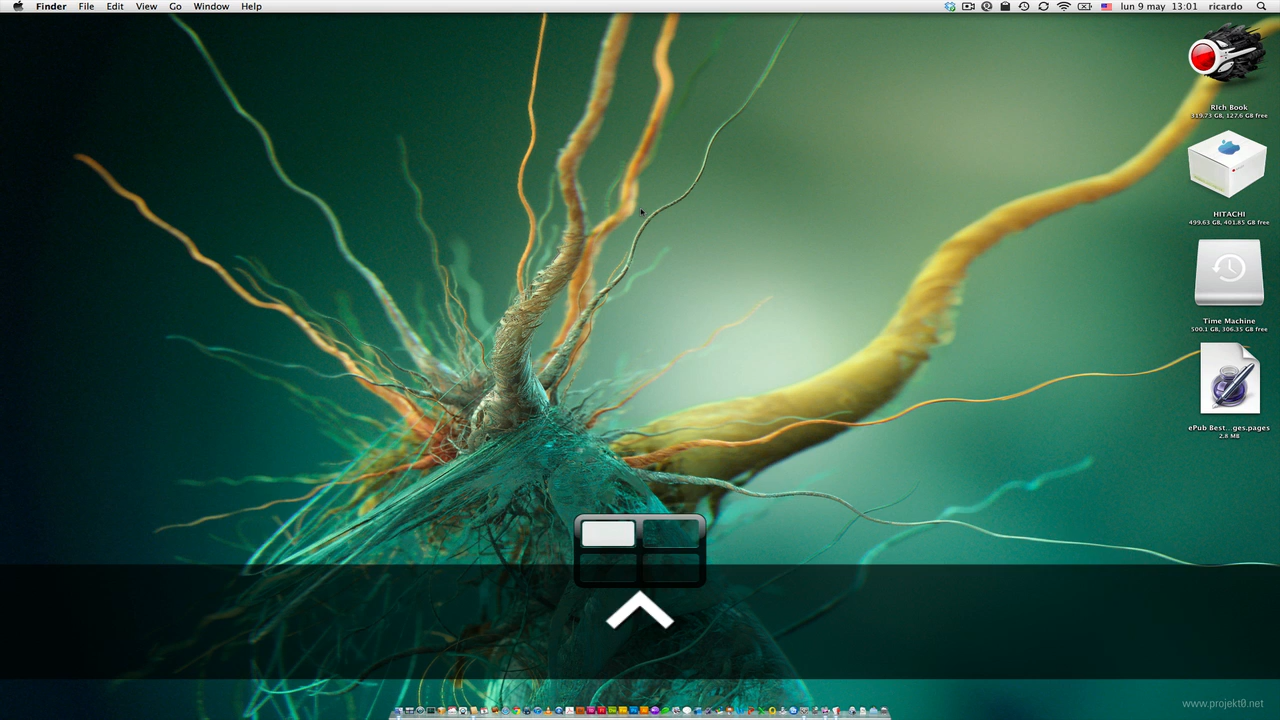 Finder File Edit View Go Window Help lun 9 may 13:01 ricardo
RIch Book
319.73 GB, 127.6 GB free
HITACHI
499.63 GB, 401.85 GB free
Time Machine
500.1 GB, 306.35 GB free
ePub Best...ges.pages
2.8 MB
www.projekt0.net